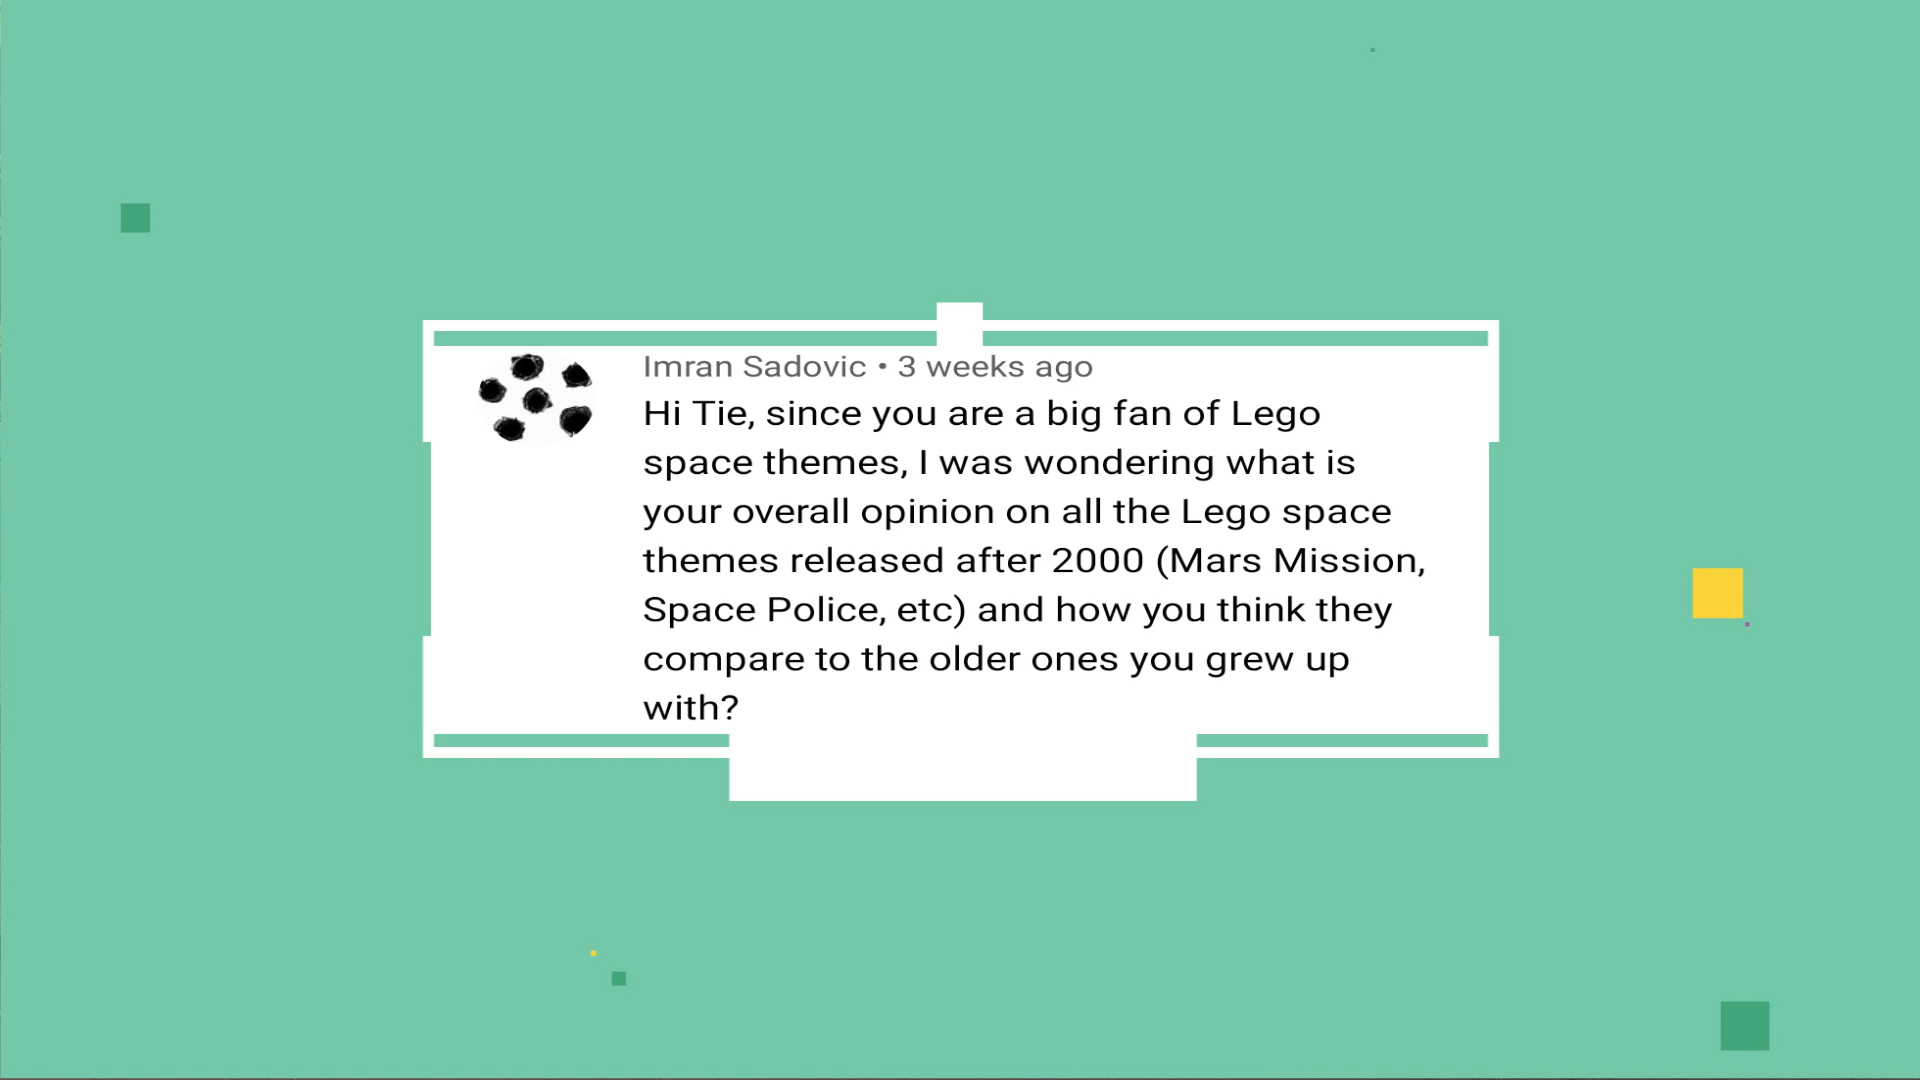 Imran Sadovic • 3 weeks ago
Hi Tie, since you are a big fan of Lego
space themes, I was wondering what is
your overall opinion on all the Lego space
themes released after 2000 (Mars Mission,
Space Police, etc) and how you think they
compare to the older ones you grew up
with?